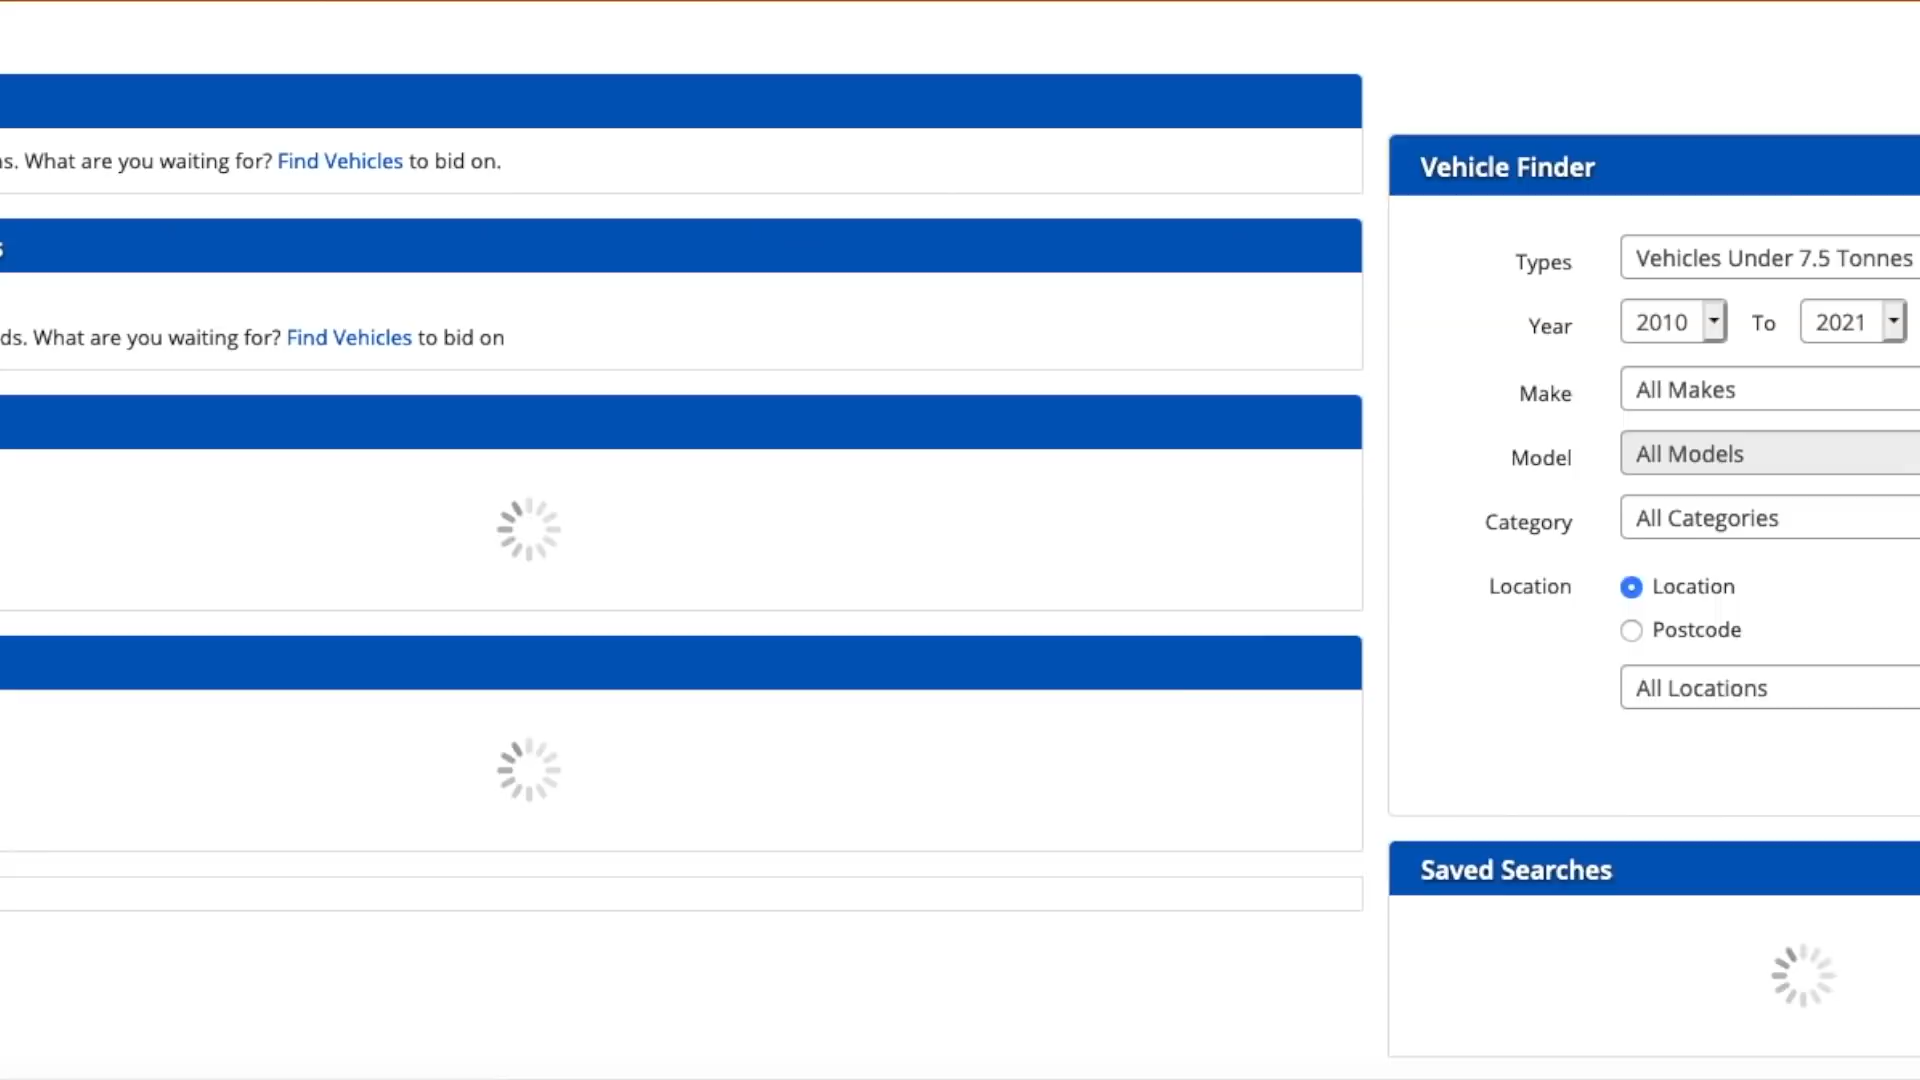 What are you waiting for? Find Vehicles to bid on.
What are you waiting for? Find Vehicles to bid on
Vehicle Finder
Types Vehicles Under 7.5 Tonnes
Year 2010 To 2021
Make All Makes
Model All Models
Category All Categories
Location Location
Postcode
All Locations
Saved Searches